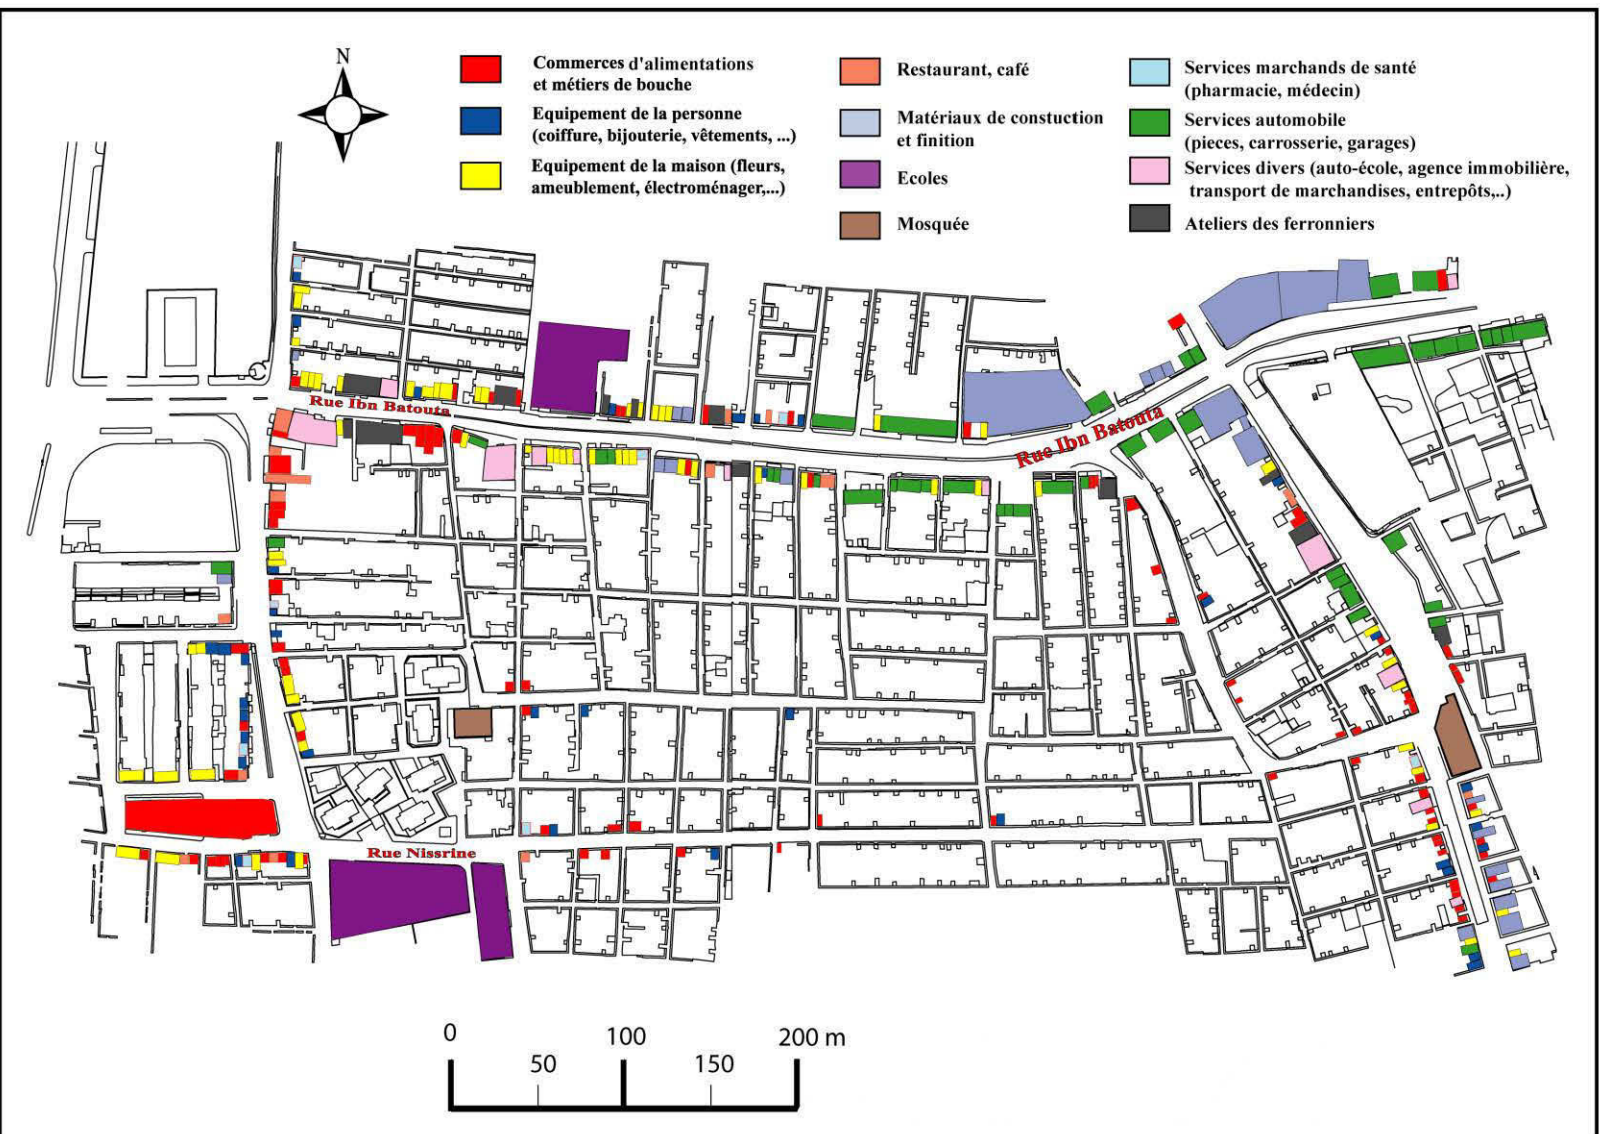 N
Commerces d'alimentations
et métiers de bouche
Equipement de la personne
(coiffure, bijouterie, vêtements, ...)
Equipement de la maison (fleurs,
ameublement, électroménager,...)
Restaurant, café
Matériaux de constuction
et finition
Ecoles
Mosquée
Services marchands de santé
(pharmacie, médecin)
Services automobile
(pieces, carrosserie, garages)
Services divers (auto-école, agence immobilière,
transport de marchandises, entrepôts,..)
Ateliers des ferronniers
Rue Ibn Batouta
Rue Ibn Batouta
Rue Nissrine
0
100
200 m
50
150